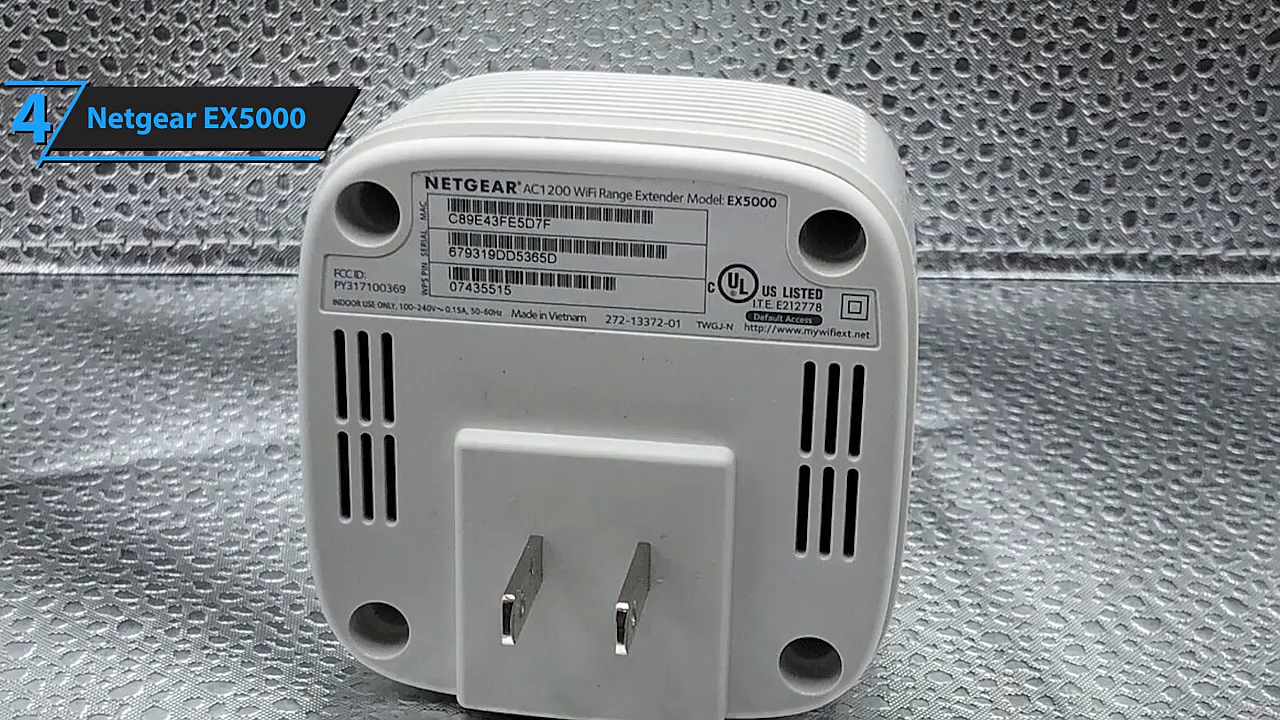 4 Netgear EX5000
NETGEAR® AC1200 WiFi Range Extender Model: EX5000
MAC
C89E43FE5D7F
SERIAL
679319DD5365D
WPS PIN
07435515
FCC ID:
PY317100369
C UL US LISTED
I.T.E. E212778
Default Access
http://www.mywifiext.net
INDOOR USE ONLY, 100-240V~ 0.15A, 50-60Hz Made in Vietnam 272-13372-01 TWGJ-N